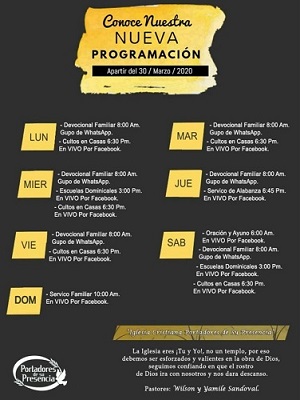 Conoce Nuestra
NUEVA
PROGRAMACIÓN
Apartir del 30 / Marzo / 2020
LUN
- Devocional Familiar 8:00 Am.
Gupo de WhatsApp.
- Cultos en Casas 6:30 Pm.
En VIVO Por Facebook.
MAR
- Devocional Familiar 8:00 Am.
Gupo de WhatsApp.
- Cultos en Casas 6:30 Pm.
En VIVO Por Facebook.
MIER
- Devocional Familiar 8:00 Am.
Gupo de WhatsApp.
- Escuelas Dominicales 3:00 Pm.
En VIVO Por Facebook.
- Cultos en Casas 6:30 Pm.
En VIVO Por Facebook.
JUE
- Devocional Familiar 8:00 Am.
Gupo de WhatsApp.
- Servico de Alabanza 6:45 Pm.
En VIVO Por Facebook.
VIE
- Devocional Familiar 8:00 Am.
Gupo de WhatsApp.
- Cultos en Casas 6:30 Pm.
En VIVO Por Facebook.
SAB
- Oración y Ayuno 6:00 Am.
En VIVO Por Facebook.
- Devocional Familiar 8:00 Am.
Gupo de WhatsApp.
- Escuelas Dominicales 3:00 Pm.
En VIVO Por Facebook.
- Cultos en Casas 6:30 Pm.
En VIVO Por Facebook.
DOM
- Servico Familiar 10:00 Am.
En VIVO Por Facebook.
Iglesia Cristiana Portadores de su Presencia
Portadores
de su
Presencia
La Iglesia eres ¡Tu y Yo!, no un templo, por eso
debemos ser esforzados y valientes en la obra de Dios,
seguimos confiando en que el rostro
de Dios ira con nosotros y nos dara descanso.
Pastores: Wilson y Yamile Sandoval.